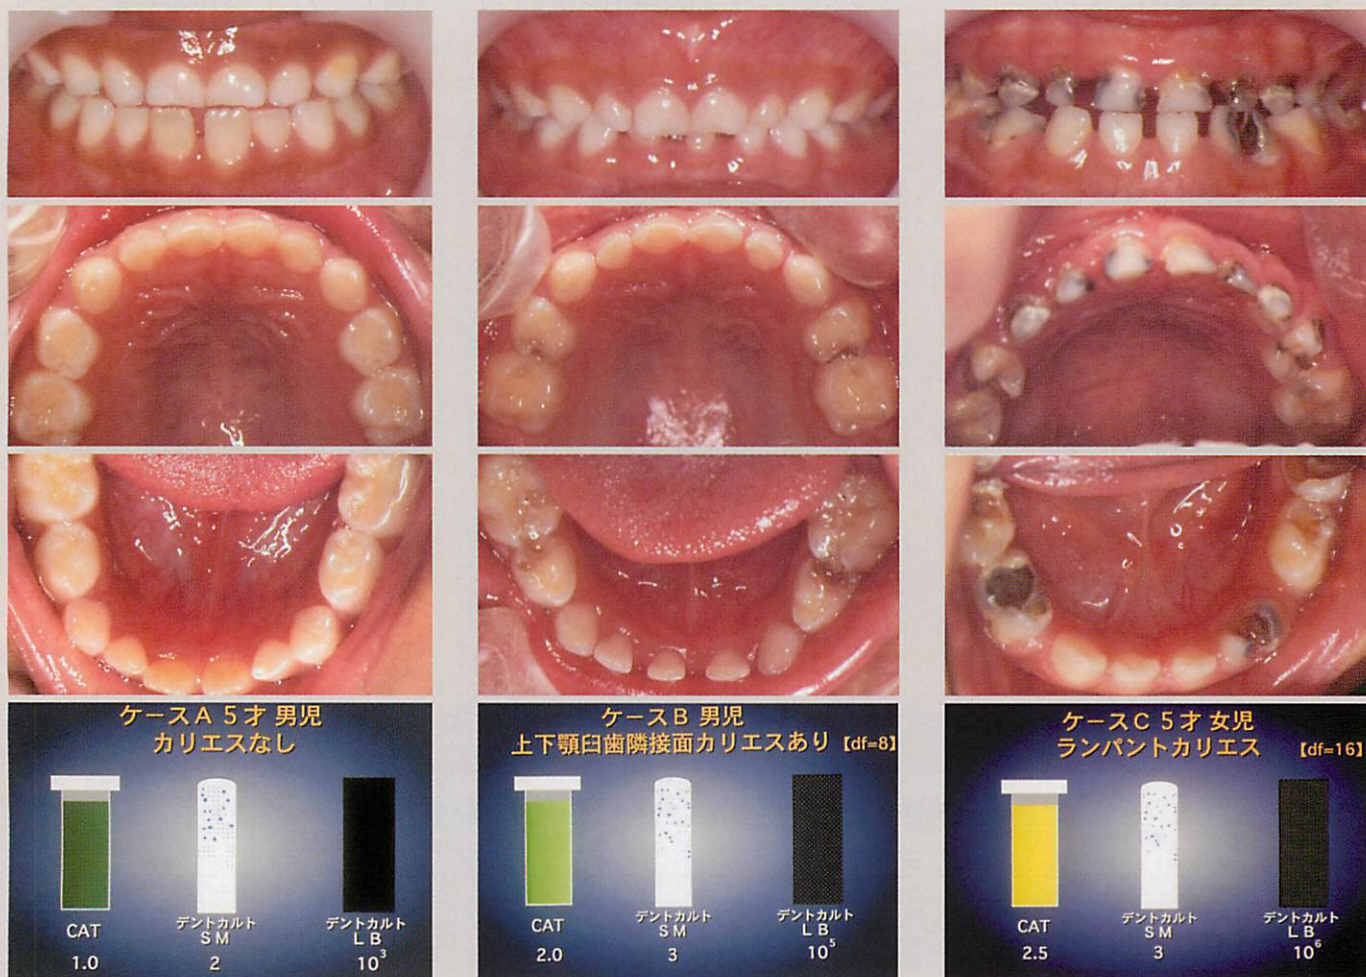 ケースA 5才 男児
カリエスなし
CAT
デントカルト
SM
デントカルト
LB
1.0
2
10³
ケースB 男児
上下顎臼歯隣接面カリエスあり【df=8】
CAT
デントカルト
SM
デントカルト
LB
2.0
3
10⁵
ケースC 5才 女児
ランパントカリエス 【df=16】
CAT
デントカルト
SM
デントカルト
LB
2.5
3
10⁶